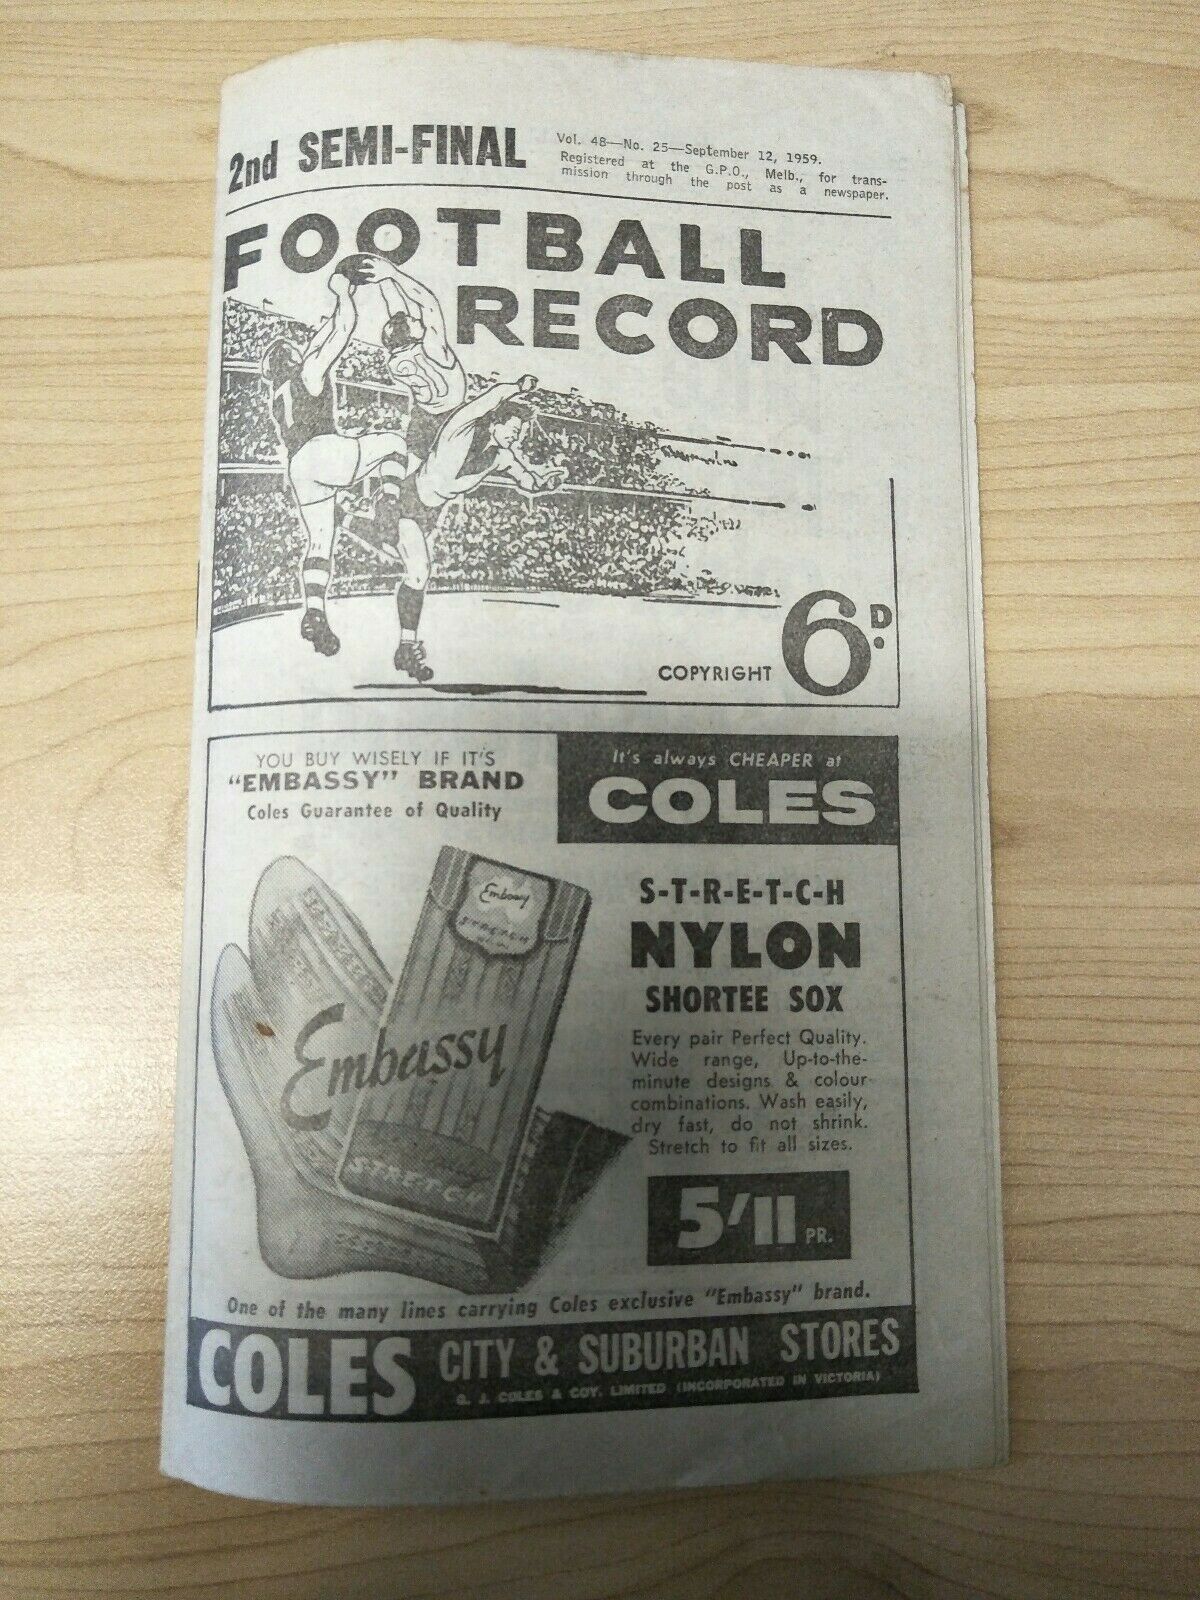 2nd SEMI-FINAL
Vol. 48—No. 25—September 12, 1959.
Registered at the G.P.O., Melb., for trans-
mission through the post as a newspaper.
FOOTBALL
RECORD
COPYRIGHT 6D.
YOU BUY WISELY IF IT'S
"EMBASSY" BRAND
Coles Guarantee of Quality
It's always CHEAPER at
COLES
S-T-R-E-T-C-H
NYLON
SHORTEE SOX
Every pair Perfect Quality.
Wide range, Up-to-the-
minute designs & colour
combinations. Wash easily,
dry fast, do not shrink.
Stretch to fit all sizes.
5/11 PR.
Embassy
STRETCH
Embassy
STRETCH
One of the many lines carrying Coles exclusive "Embassy" brand.
COLES CITY & SUBURBAN STORES
G. J. COLES & COY. LIMITED (INCORPORATED IN VICTORIA)